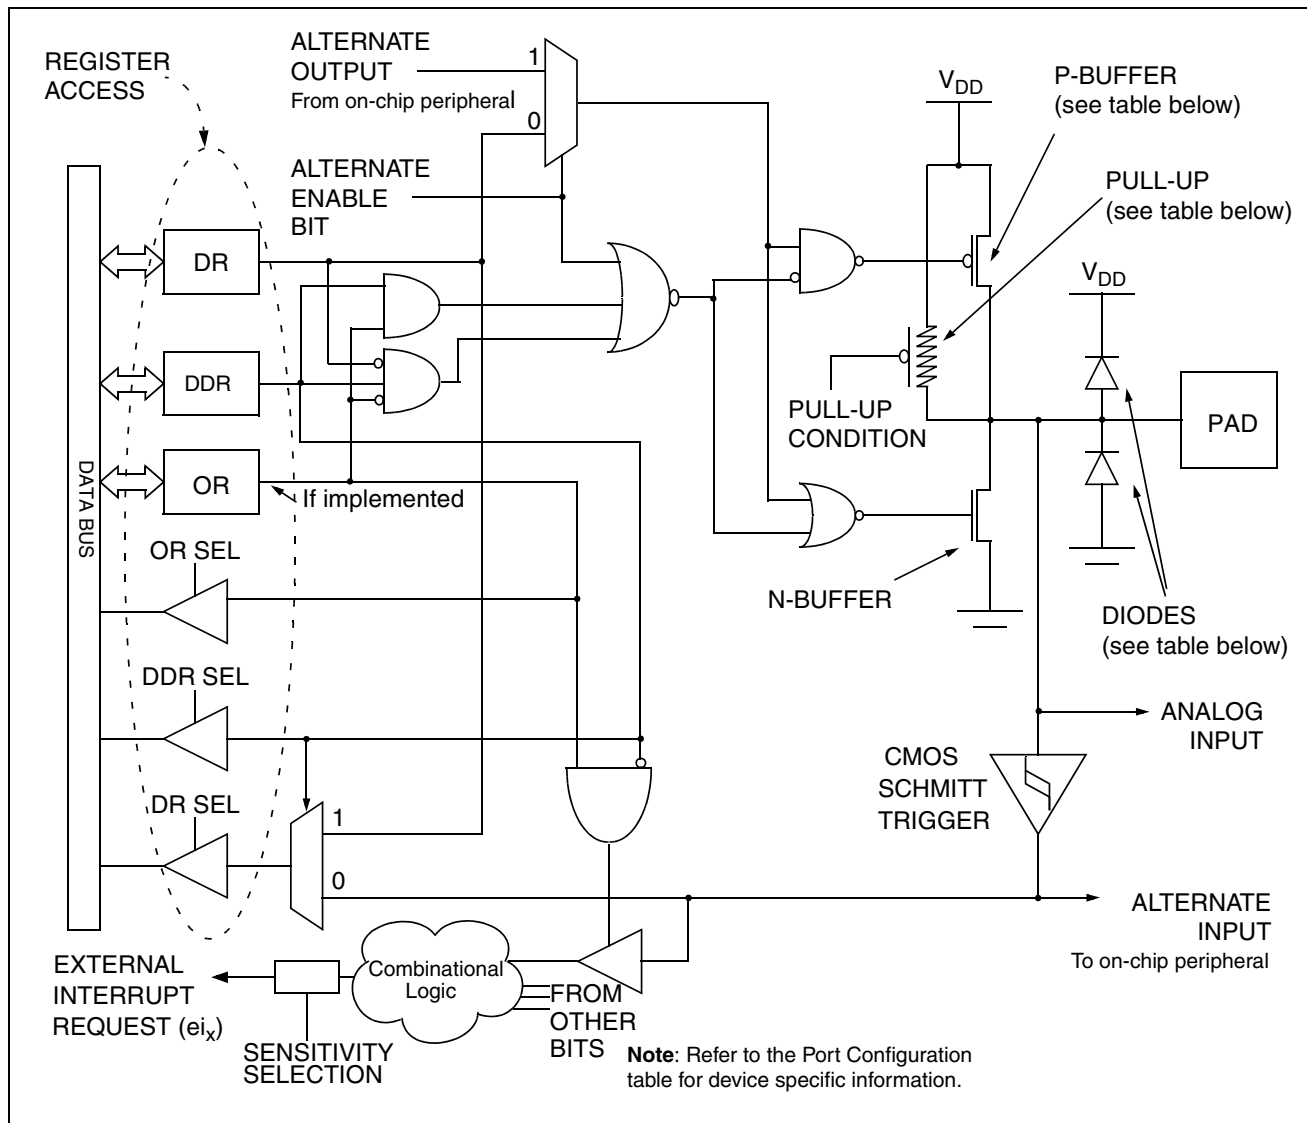 REGISTER
ACCESS
ALTERNATE
OUTPUT
From on-chip peripheral
1
0
ALTERNATE
ENABLE
BIT
VDD
P-BUFFER
(see table below)
PULL-UP
(see table below)
DR
DDR
OR
If implemented
DATA BUS
PULL-UP
CONDITION
VDD
PAD
N-BUFFER
DIODES
(see table below)
OR SEL
DDR SEL
DR SEL
1
0
ANALOG
INPUT
CMOS
SCHMITT
TRIGGER
ALTERNATE
INPUT
To on-chip peripheral
EXTERNAL
INTERRUPT
REQUEST (eix)
Combinational
Logic
SENSITIVITY
SELECTION
FROM
OTHER
BITS
Note: Refer to the Port Configuration
table for device specific information.